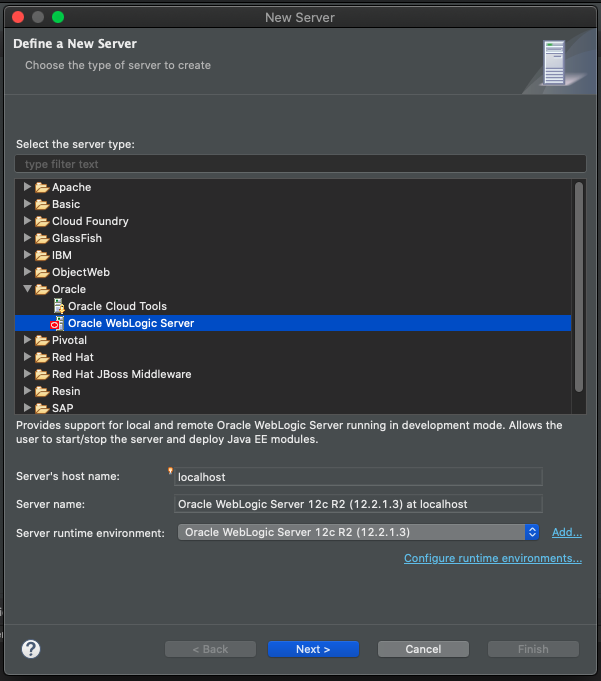 New Server
Define a New Server
Choose the type of server to create
Select the server type:
type filter text
Apache
Basic
Cloud Foundry
GlassFish
IBM
ObjectWeb
Oracle
Oracle Cloud Tools
Oracle WebLogic Server
Pivotal
Red Hat
Red Hat JBoss Middleware
Resin
SAP
Provides support for local and remote Oracle WebLogic Server running in development mode. Allows the
user to start/stop the server and deploy Java EE modules.
Server's host name: localhost
Server name: Oracle WebLogic Server 12c R2 (12.2.1.3) at localhost
Server runtime environment: Oracle WebLogic Server 12c R2 (12.2.1.3) Add...
Configure runtime environments...
? < Back Next > Cancel Finish